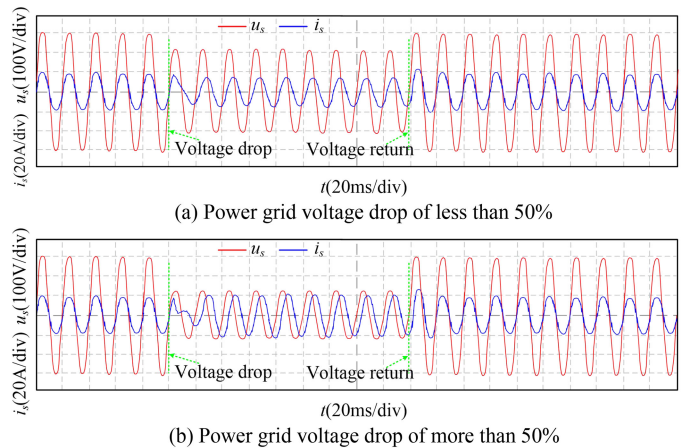 u_s i_s
i_s(20A/div) u_s(100V/div)
Voltage drop Voltage return
t(20ms/div)
(a) Power grid voltage drop of less than 50%
u_s i_s
i_s(20A/div) u_s(100V/div)
Voltage drop Voltage return
t(20ms/div)
(b) Power grid voltage drop of more than 50%